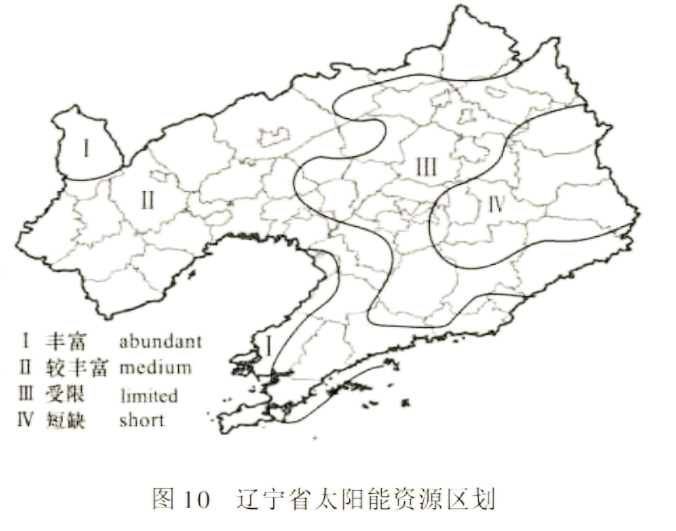 I
II
III
IV
I
I 丰富 abundant
II 较丰富 medium
III 受限 limited
IV 短缺 short
图 10 辽宁省太阳能资源区划